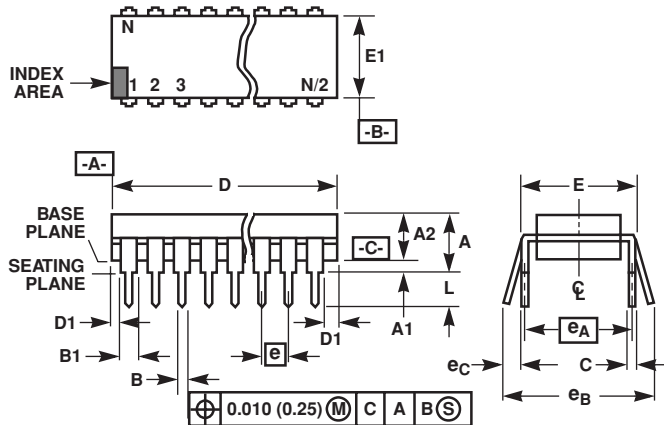 N
E1
INDEX
AREA
1 2 3 N/2
-B-
-A-
D
E
BASE
PLANE
A2
A
-C-
SEATING
PLANE
L
C
L
D1
A1
D1
eA
B1
e
eC
C
B
eB
0.010 (0.25) M C A B S